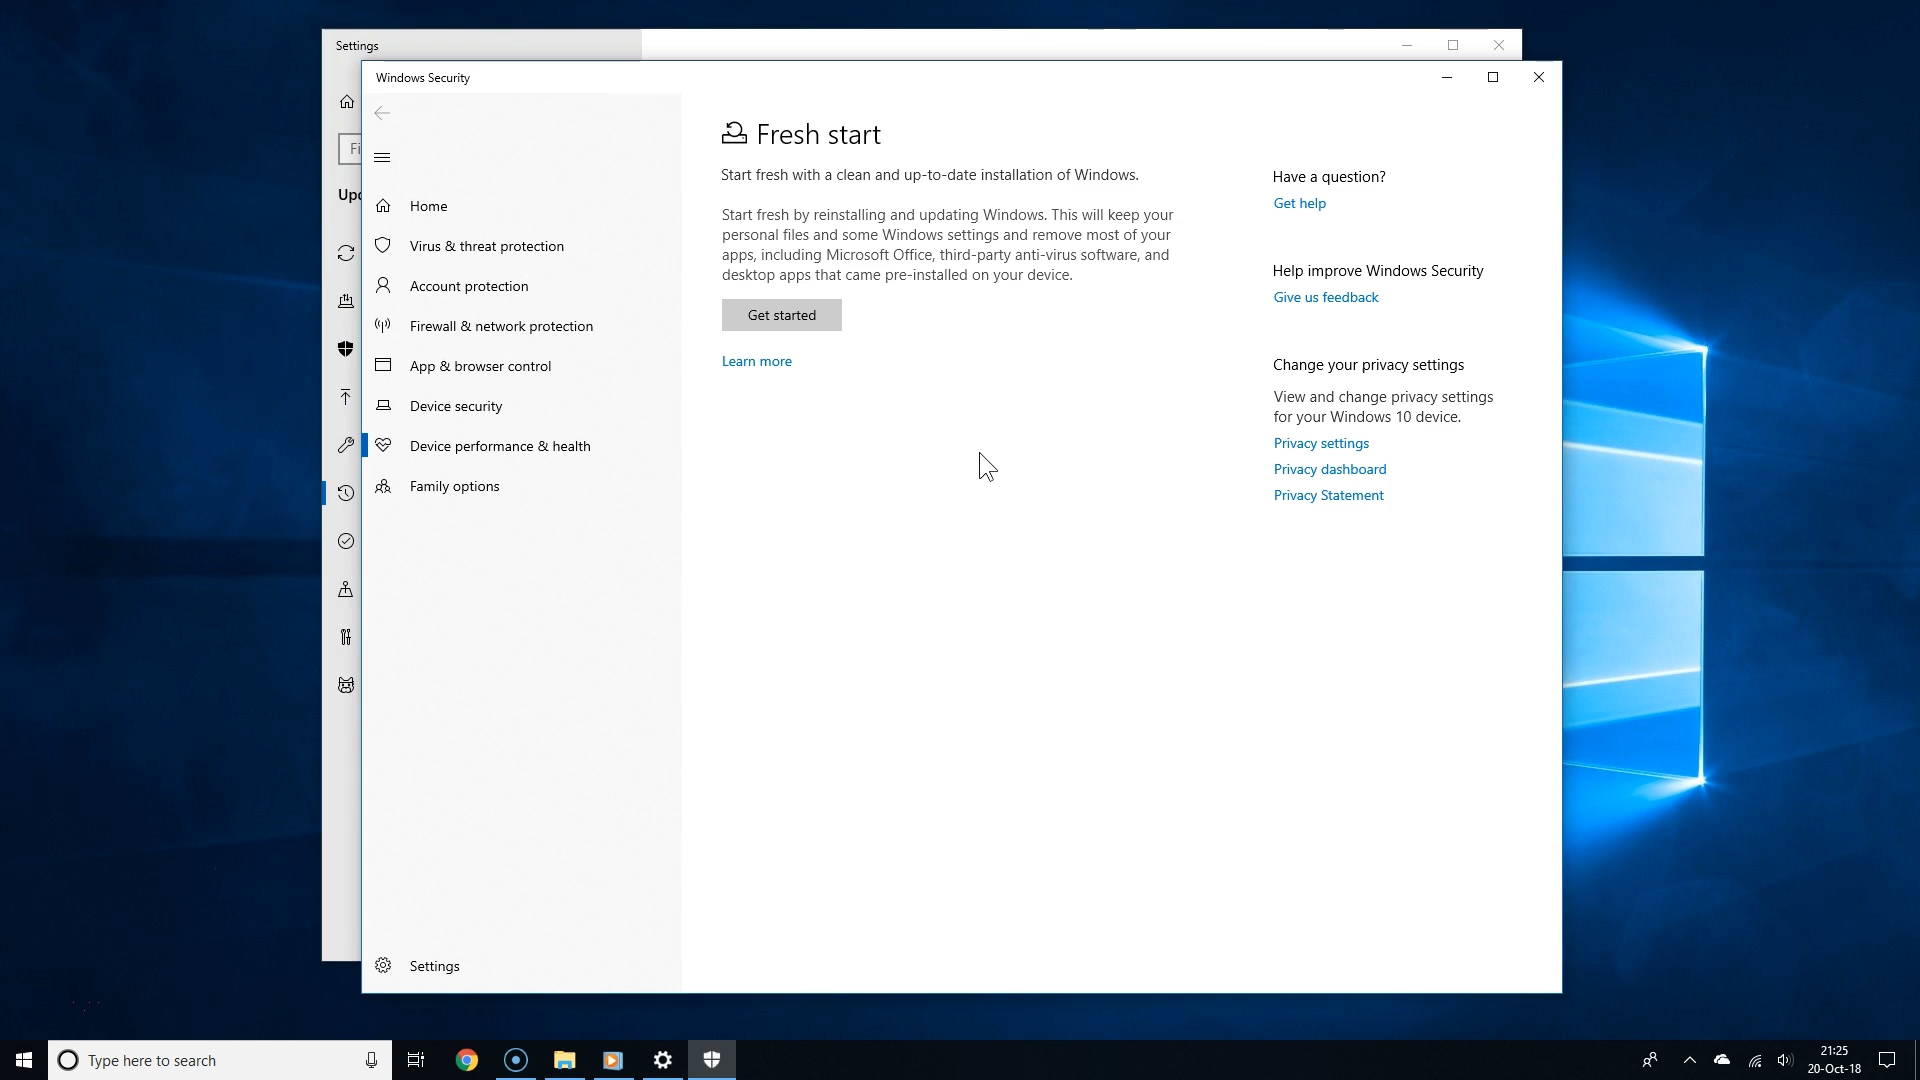 Settings
Windows Security
Fi
Upd
Home
Virus & threat protection
Account protection
Firewall & network protection
App & browser control
Device security
Device performance & health
Family options
Settings
Fresh start
Start fresh with a clean and up-to-date installation of Windows.
Start fresh by reinstalling and updating Windows. This will keep your
personal files and some Windows settings and remove most of your
apps, including Microsoft Office, third-party anti-virus software, and
desktop apps that came pre-installed on your device.
Get started
Learn more
Have a question?
Get help
Help improve Windows Security
Give us feedback
Change your privacy settings
View and change privacy settings
for your Windows 10 device.
Privacy settings
Privacy dashboard
Privacy Statement
Type here to search
21:25
20-Oct-18